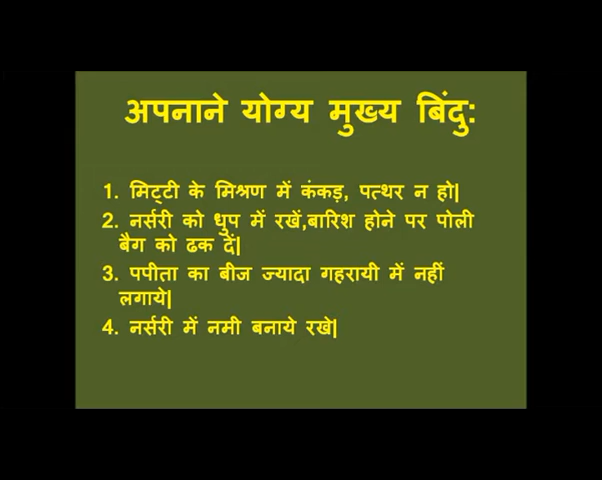 अपनाने योग्य मुख्य बिंदु:
1. मिट्टी के मिश्रण में कंकड़, पत्थर न हो|
2. नर्सरी को धुप में रखें,बारिश होने पर पोली
बैग को ढक दें|
3. पपीता का बीज ज्यादा गहरायी में नहीं
लगाये|
4. नर्सरी में नमी बनाये रखे|